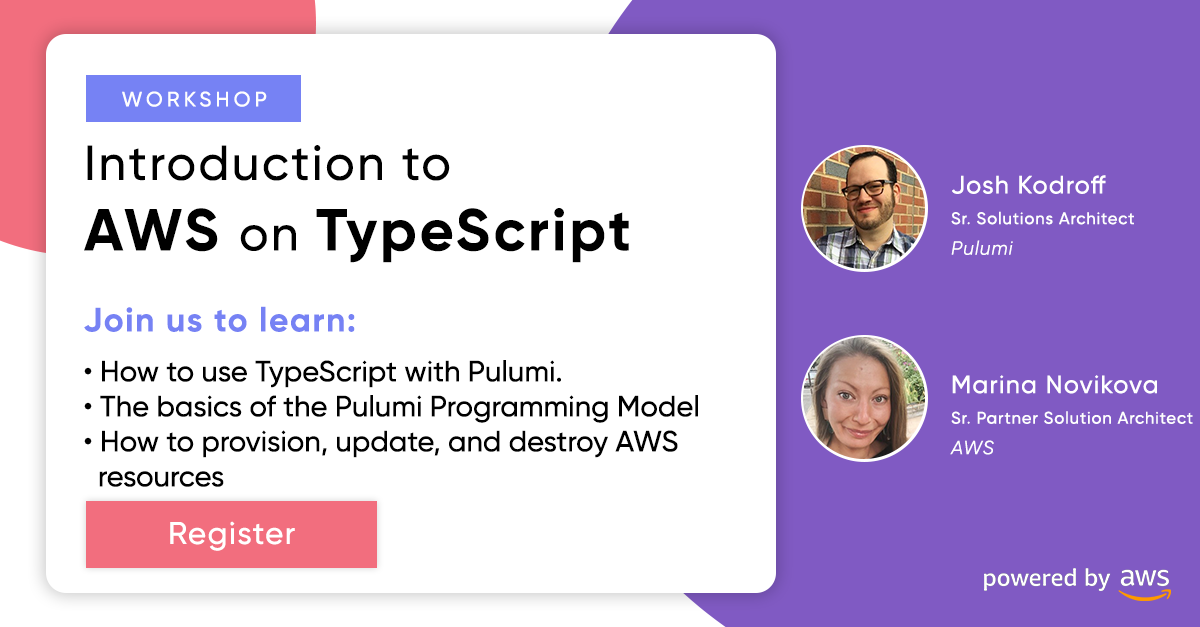 WORKSHOP
Introduction to
AWS on TypeScript
Join us to learn:
• How to use TypeScript with Pulumi.
• The basics of the Pulumi Programming Model
• How to provision, update, and destroy AWS
resources
Register
Josh Kodroff
Sr. Solutions Architect
Pulumi
Marina Novikova
Sr. Partner Solution Architect
AWS
powered by aws